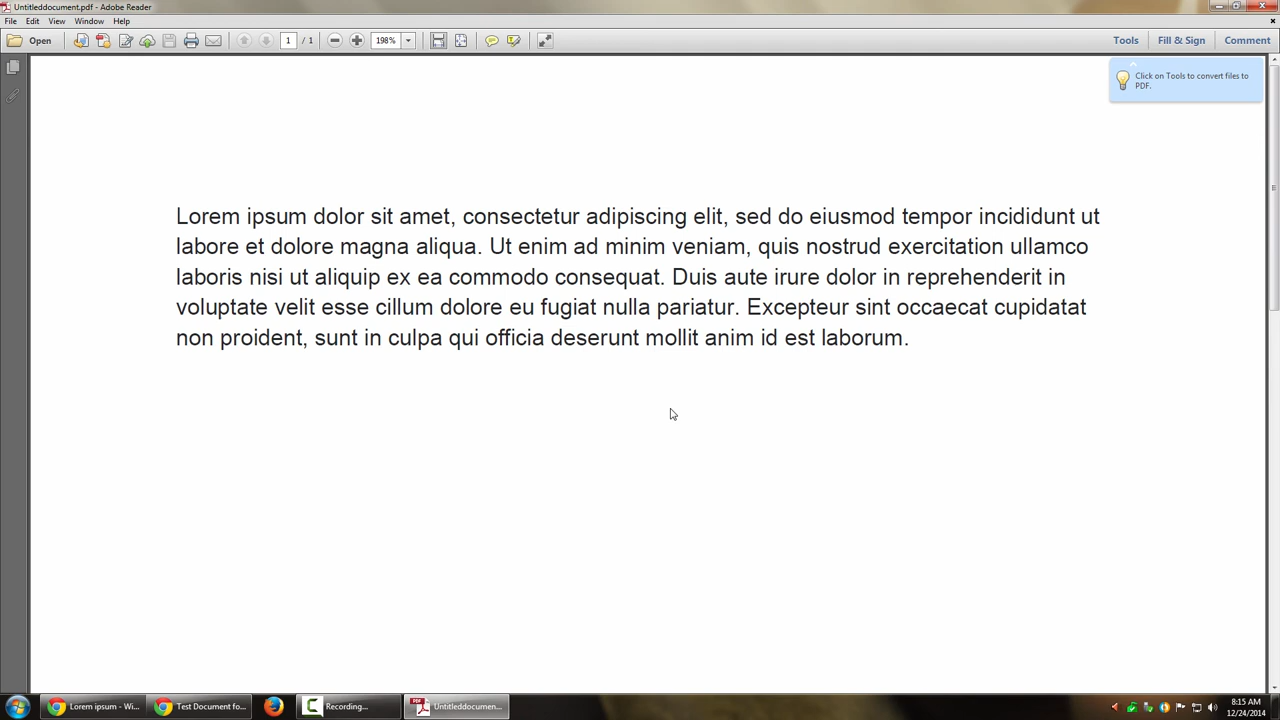 Untitleddocument.pdf - Adobe Reader
File Edit View Window Help
Open 1 / 1 198% Tools Fill & Sign Comment
Click on Tools to convert files to
PDF.
Lorem ipsum dolor sit amet, consectetur adipiscing elit, sed do eiusmod tempor incididunt ut
labore et dolore magna aliqua. Ut enim ad minim veniam, quis nostrud exercitation ullamco
laboris nisi ut aliquip ex ea commodo consequat. Duis aute irure dolor in reprehenderit in
voluptate velit esse cillum dolore eu fugiat nulla pariatur. Excepteur sint occaecat cupidatat
non proident, sunt in culpa qui officia deserunt mollit anim id est laborum.
Lorem ipsum - Wi... Test Document fo... Recording... Untitleddocumen... 8:15 AM
12/24/2014